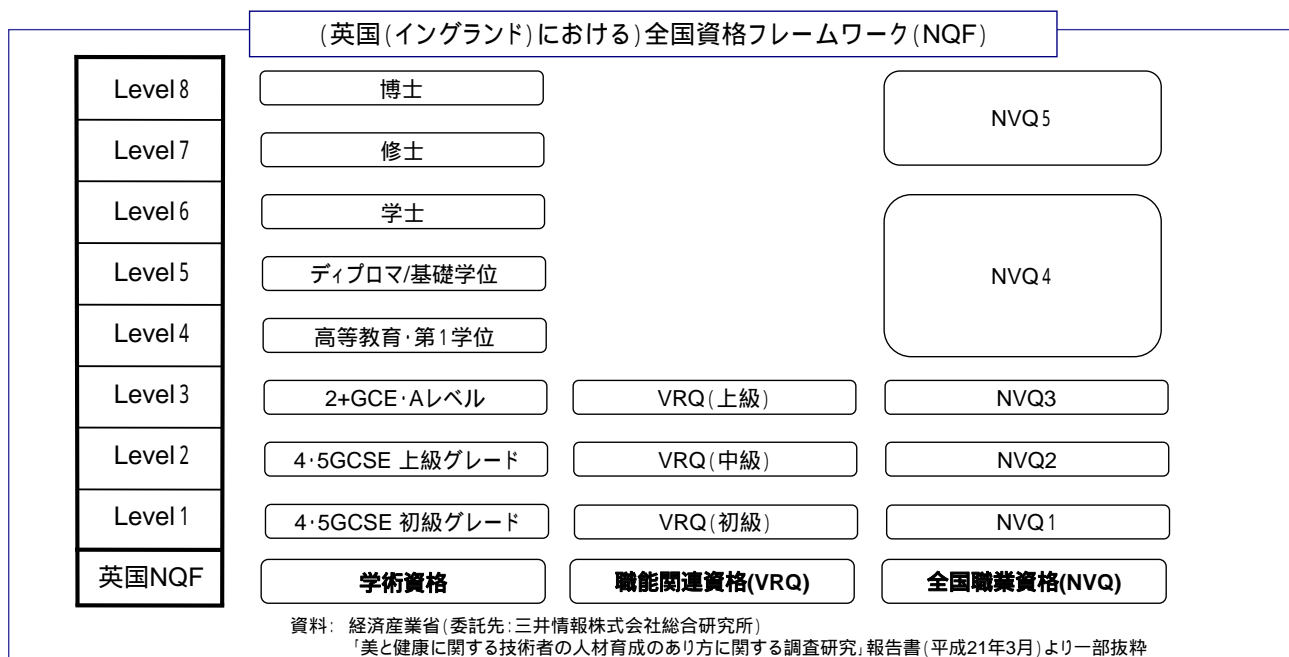 (英国(イングランド)における)全国資格フレームワーク(NQF)
Level 8 博士 NVQ5
Level 7 修士
Level 6 学士
Level 5 ディプロマ/基礎学位 NVQ4
Level 4 高等教育・第1学位
Level 3 2+GCE・Aレベル VRQ(上級) NVQ3
Level 2 4・5GCSE 上級グレード VRQ(中級) NVQ2
Level 1 4・5GCSE 初級グレード VRQ(初級) NVQ1
英国NQF 学術資格 職能関連資格(VRQ) 全国職業資格(NVQ)
資料: 経済産業省(委託先:三井情報株式会社総合研究所)
「美と健康に関する技術者の人材育成のあり方に関する調査研究」報告書(平成21年3月)より一部抜粋